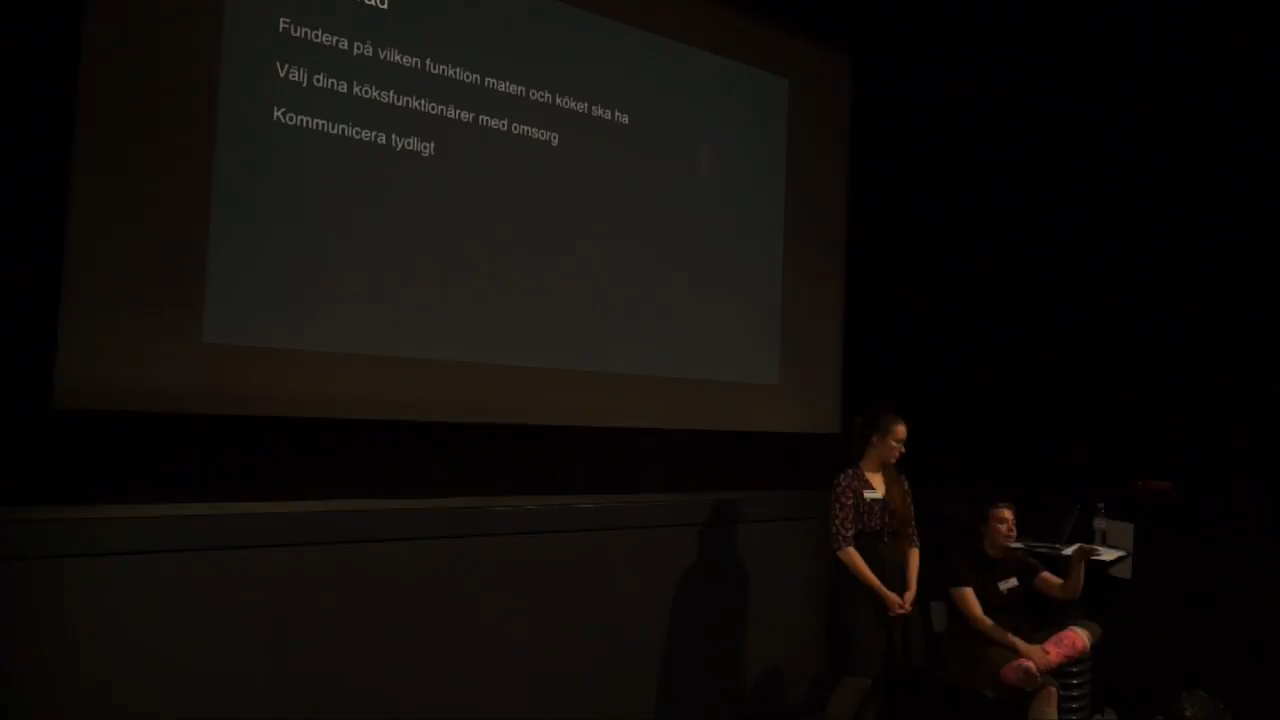 Fundera på vilken funktion maten och köket ska ha
Välj dina köksfunktionärer med omsorg
Kommunicera tydligt